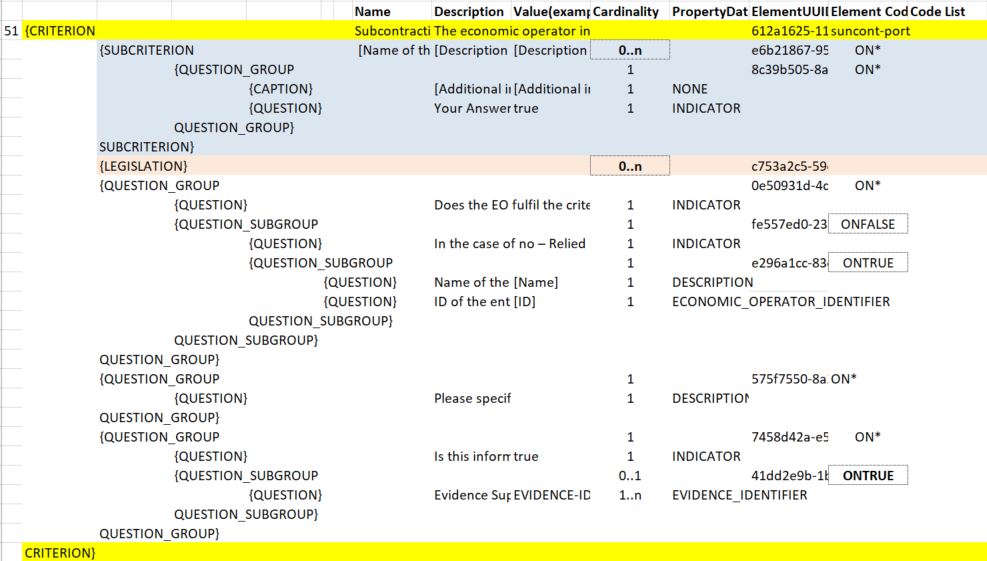 Name Description Value(examp Cardinality PropertyDat ElementUUII Element Cod Code List
51 {CRITERION Subcontracti The economic operator in 612a1625-11 suncont-port
{SUBCRITERION [Name of th [Description [Description 0..n e6b21867-95 ON*
{QUESTION_GROUP 1 8c39b505-8a ON*
{CAPTION} [Additional i [Additional i 1 NONE
{QUESTION} Your Answer true 1 INDICATOR
QUESTION_GROUP}
SUBCRITERION}
{LEGISLATION} 0..n c753a2c5-59
{QUESTION_GROUP 1 0e50931d-4c ON*
{QUESTION} Does the EO fulfil the crite 1 INDICATOR
{QUESTION_SUBGROUP 1 fe557ed0-23 ONFALSE
{QUESTION} In the case of no – Relied 1 INDICATOR
{QUESTION_SUBGROUP 1 e296a1cc-83 ONTRUE
{QUESTION} Name of the [Name] 1 DESCRIPTION
{QUESTION} ID of the ent [ID] 1 ECONOMIC_OPERATOR_IDENTIFIER
QUESTION_SUBGROUP}
QUESTION_SUBGROUP}
QUESTION_GROUP}
{QUESTION_GROUP 1 575f7550-8a ON*
{QUESTION} Please specif 1 DESCRIPTION
QUESTION_GROUP}
{QUESTION_GROUP 1 7458d42a-e5 ON*
{QUESTION} Is this inform true 1 INDICATOR
{QUESTION_SUBGROUP 0..1 41dd2e9b-1b ONTRUE
{QUESTION} Evidence Sup EVIDENCE-ID 1..n EVIDENCE_IDENTIFIER
QUESTION_SUBGROUP}
QUESTION_GROUP}
CRITERION}